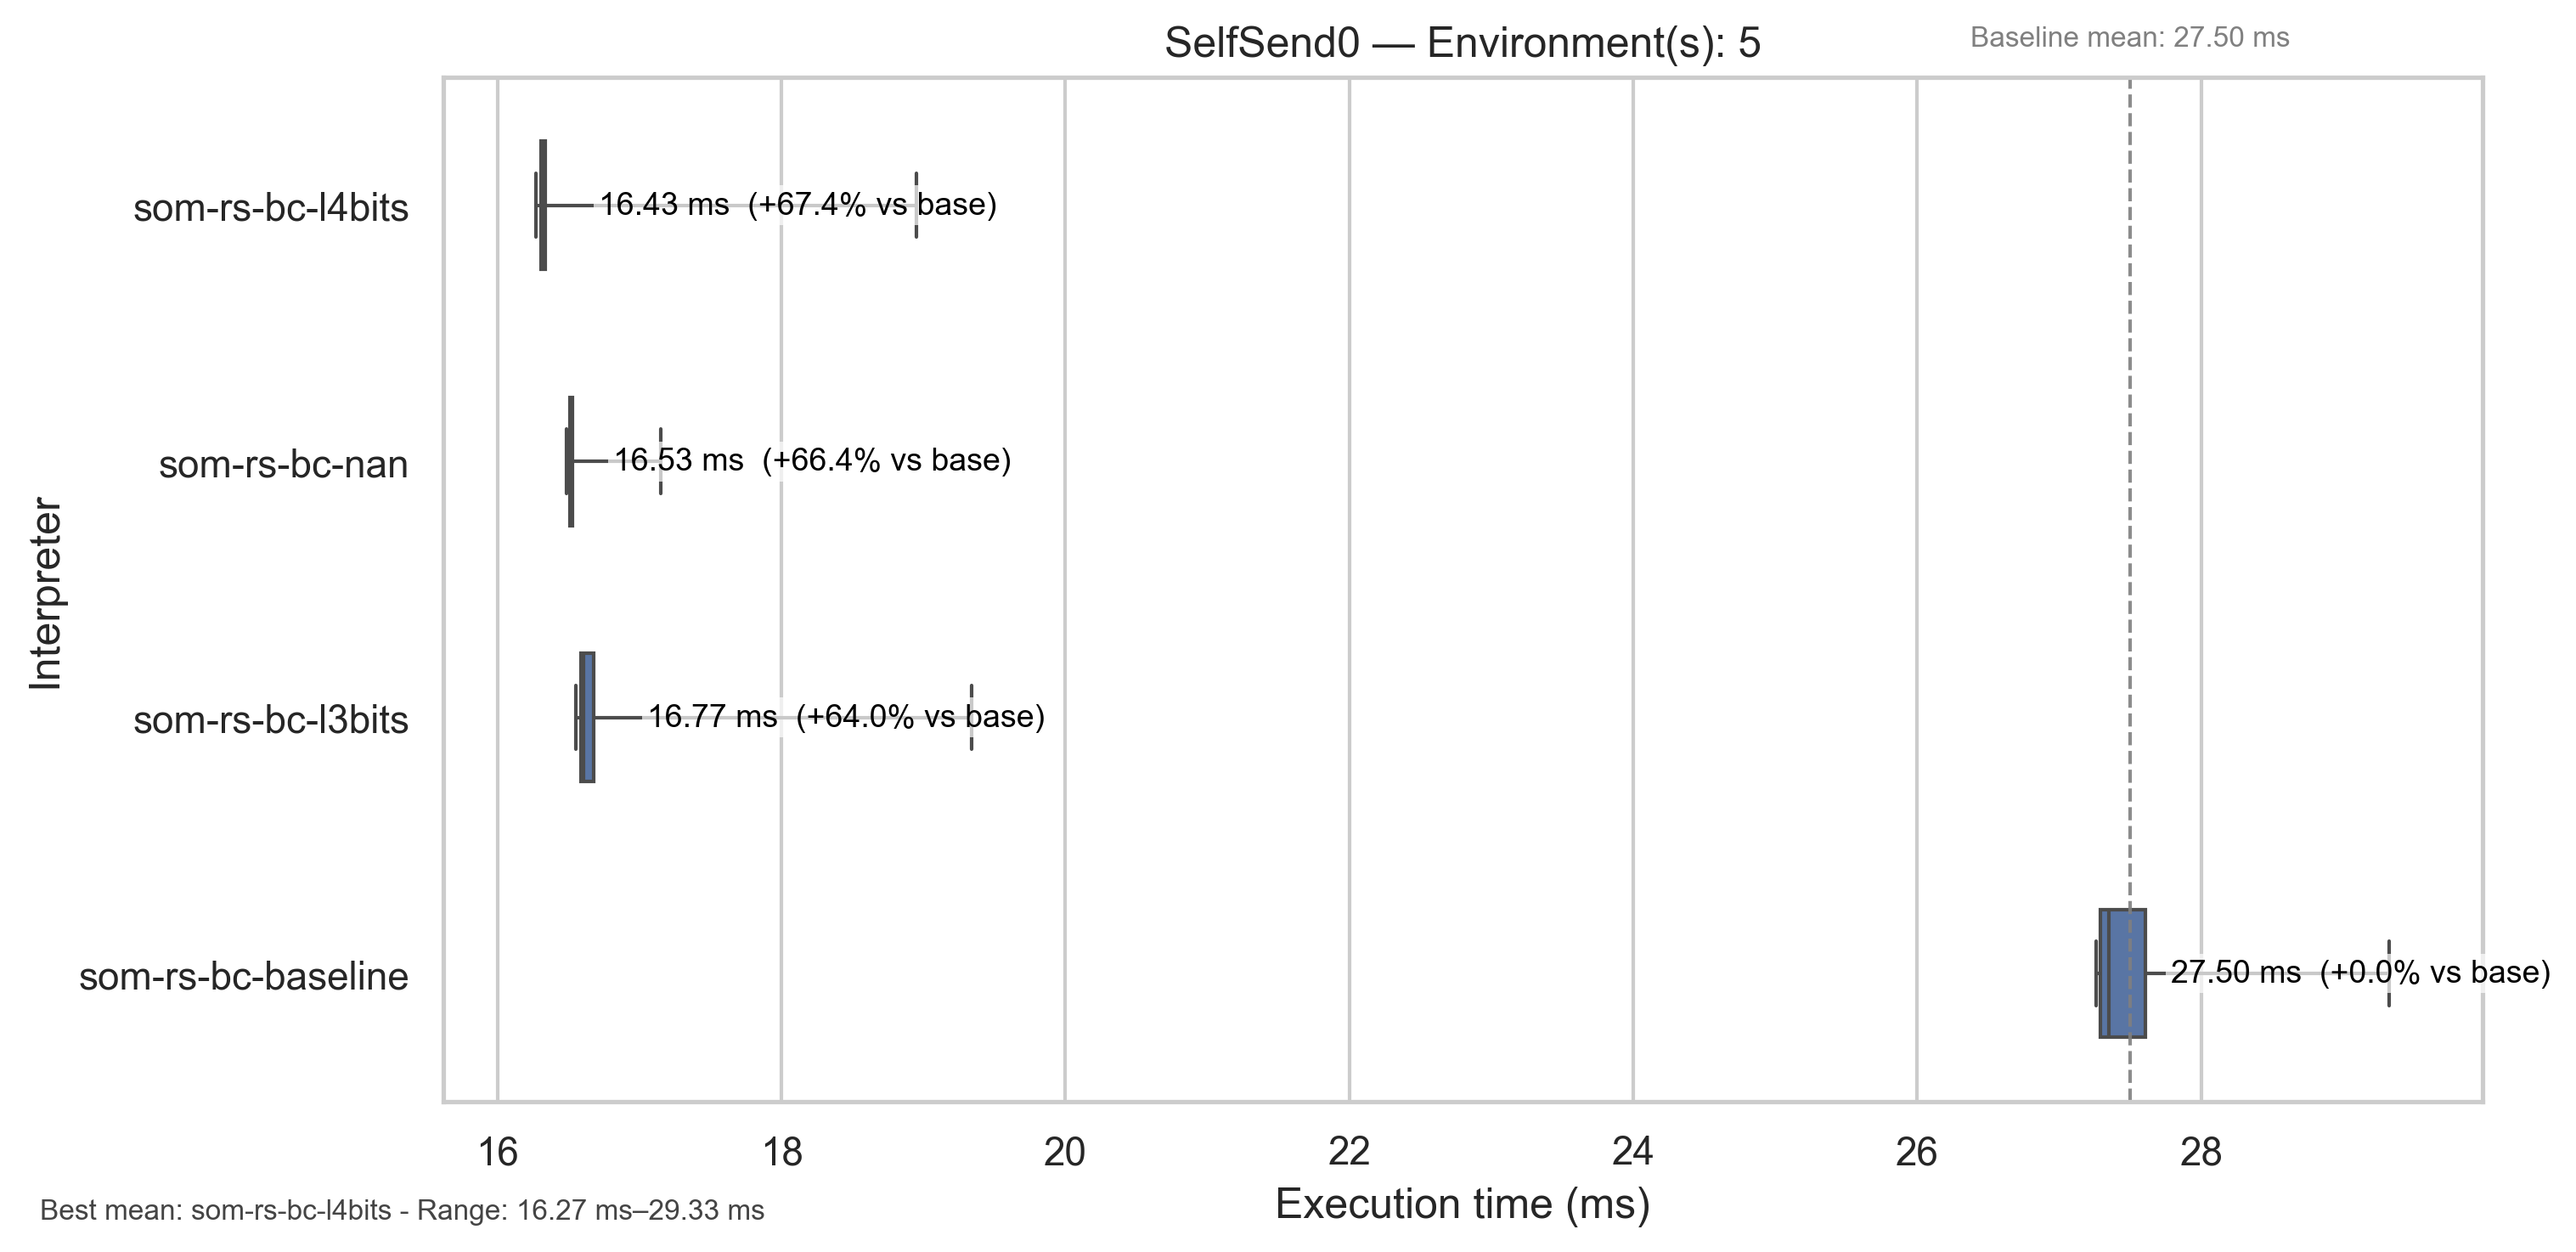 SelfSend0 — Environment(s): 5
Baseline mean: 27.50 ms
Interpreter
som-rs-bc-l4bits
16.43 ms (+67.4% vs base)
som-rs-bc-nan
16.53 ms (+66.4% vs base)
som-rs-bc-l3bits
16.77 ms (+64.0% vs base)
som-rs-bc-baseline
27.50 ms (+0.0% vs base)
16 18 20 22 24 26 28
Execution time (ms)
Best mean: som-rs-bc-l4bits - Range: 16.27 ms–29.33 ms